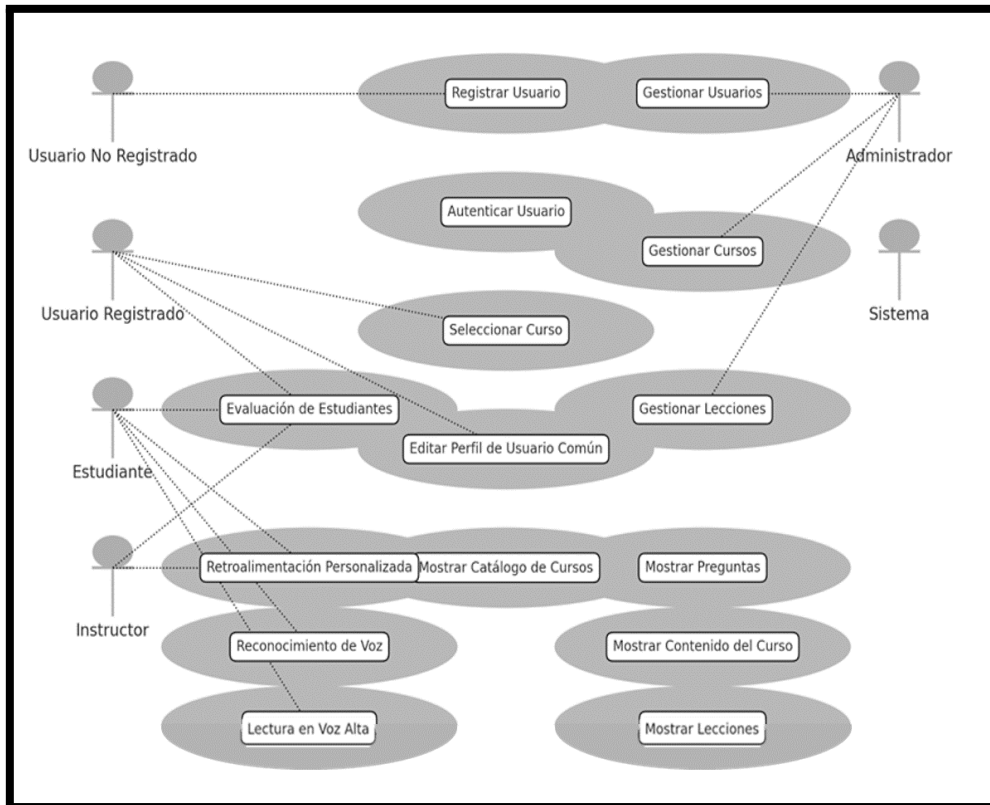 Registrar Usuario
Gestionar Usuarios
Usuario No Registrado
Administrador
Autenticar Usuario
Gestionar Cursos
Usuario Registrado
Sistema
Seleccionar Curso
Evaluación de Estudiantes
Gestionar Lecciones
Editar Perfil de Usuario Común
Estudiante
Retroalimentación Personalizada
Mostrar Catálogo de Cursos
Mostrar Preguntas
Instructor
Reconocimiento de Voz
Mostrar Contenido del Curso
Lectura en Voz Alta
Mostrar Lecciones